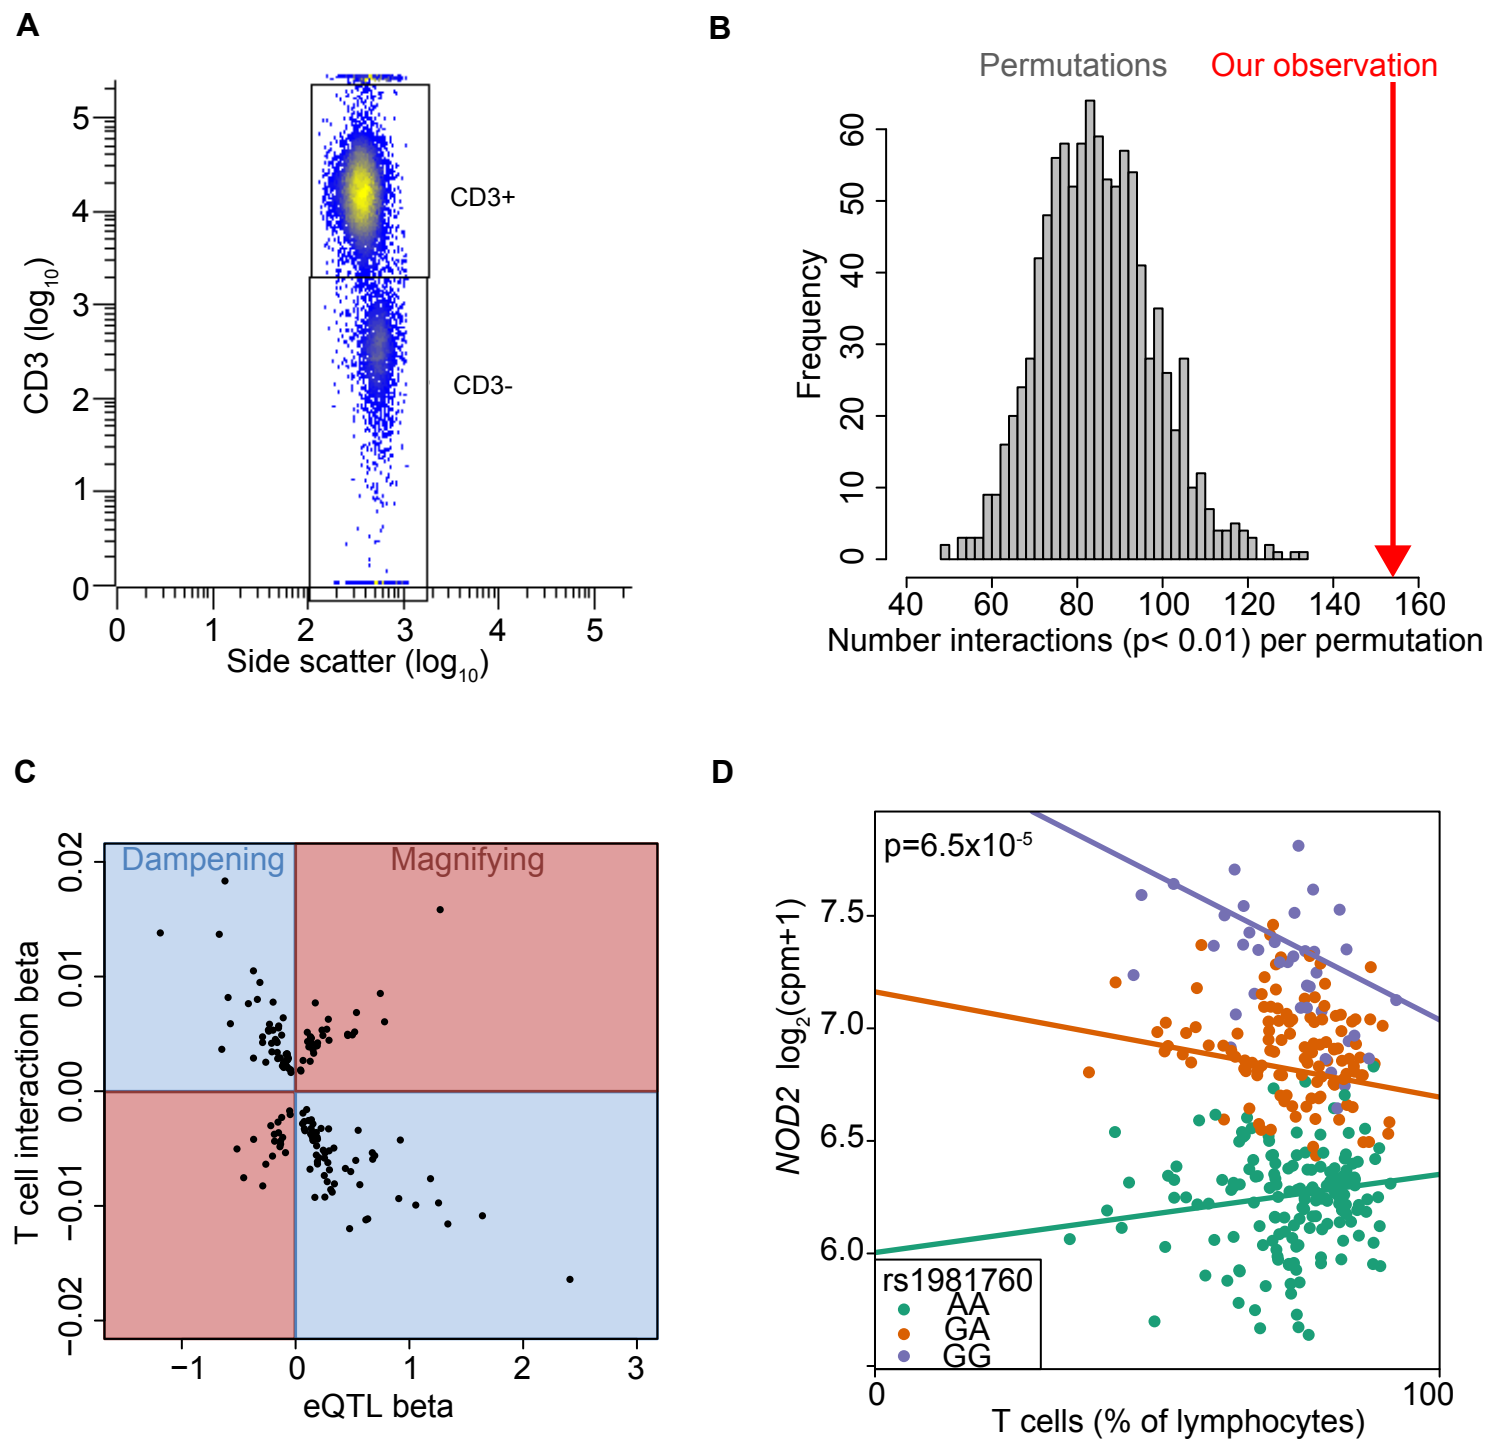 A
CD3 (log10)
5
4
3
2
1
0
CD3+
CD3-
0 1 2 3 4 5
Side scatter (log10)
B
Permutations Our observation
Frequency
60
50
40
30
20
10
0
40 60 80 100 120 140 160
Number interactions (p< 0.01) per permutation
C
Dampening Magnifying
T cell interaction beta
0.02
0.01
0.00
−0.01
−0.02
−1 0 1 2 3
eQTL beta
D
p=6.5x10-5
NOD2 log2(cpm+1)
7.5
7.0
6.5
6.0
rs1981760
AA
GA
GG
0 100
T cells (% of lymphocytes)